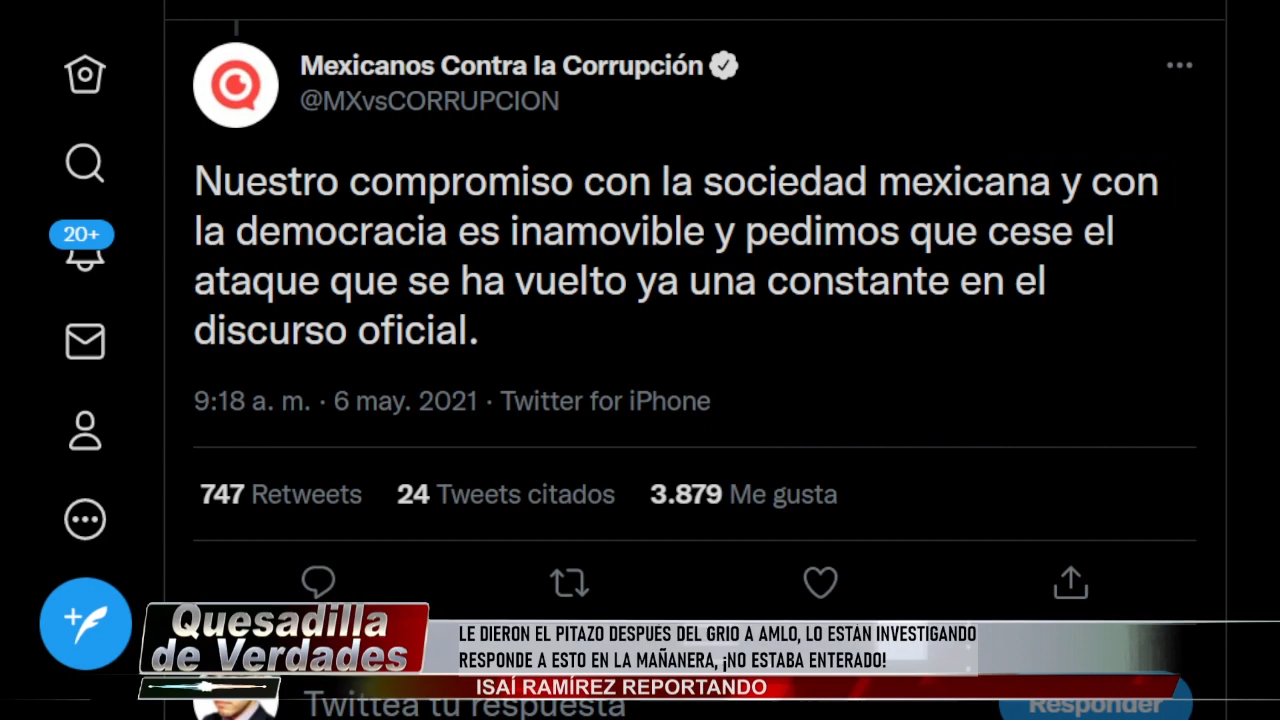 Mexicanos Contra la Corrupción
@MXvsCORRUPCION
Nuestro compromiso con la sociedad mexicana y con
la democracia es inamovible y pedimos que cese el
ataque que se ha vuelto ya una constante en el
discurso oficial.
9:18 a. m. · 6 may. 2021 · Twitter for iPhone
747 Retweets 24 Tweets citados 3.879 Me gusta
20+
Quesadilla
de Verdades
LE DIERON EL PITAZO DESPUES DEL GRIO A AMLO, LO ESTAN INVESTIGANDO
RESPONDE A ESTO EN LA MAÑANERA, ¡NO ESTABA ENTERADO!
ISAÍ RAMÍREZ REPORTANDO
Twittea tu respuesta
Responder